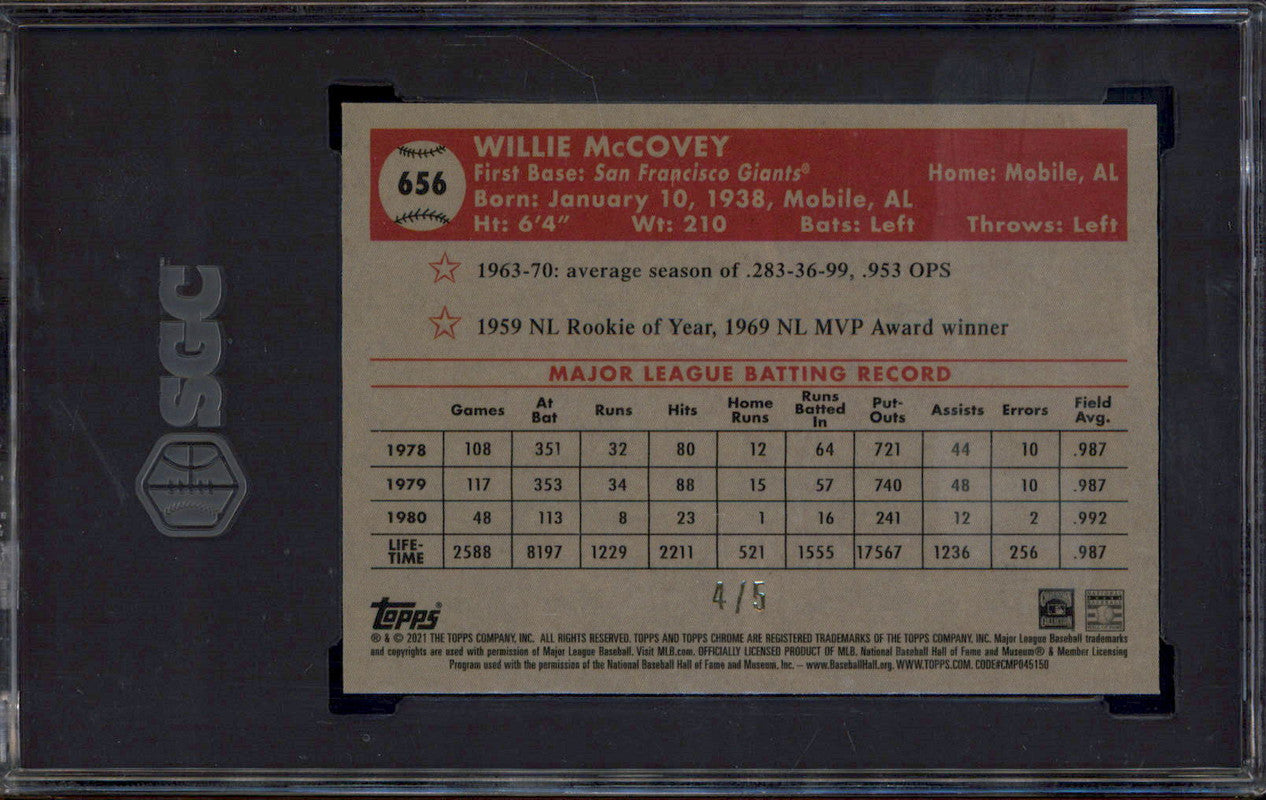 SGC
656
WILLIE McCOVEY
First Base: San Francisco Giants® Home: Mobile, AL
Born: January 10, 1938, Mobile, AL
Ht: 6'4" Wt: 210 Bats: Left Throws: Left
1963-70: average season of .283-36-99, .953 OPS
1959 NL Rookie of Year, 1969 NL MVP Award winner
MAJOR LEAGUE BATTING RECORD
Games At Bat Runs Hits Home Runs Runs Batted In Put-Outs Assists Errors Field Avg.
1978 108 351 32 80 12 64 721 44 10 .987
1979 117 353 34 88 15 57 740 48 10 .987
1980 48 113 8 23 1 16 241 12 2 .992
LIFE-TIME 2588 8197 1229 2211 521 1555 17567 1236 256 .987
4/5
Topps®
® & © 2021 THE TOPPS COMPANY, INC. ALL RIGHTS RESERVED. TOPPS AND TOPPS CHROME ARE REGISTERED TRADEMARKS OF THE TOPPS COMPANY, INC. Major League Baseball trademarks
and copyrights are used with permission of Major League Baseball. Visit MLB.com. OFFICIALLY LICENSED PRODUCT OF MLB. National Baseball Hall of Fame and Museum® & Member Licensing
Program used with the permission of the National Baseball Hall of Fame and Museum, Inc. – www.BaseballHall.org. WWW.TOPPS.COM. CODE#CMP045150